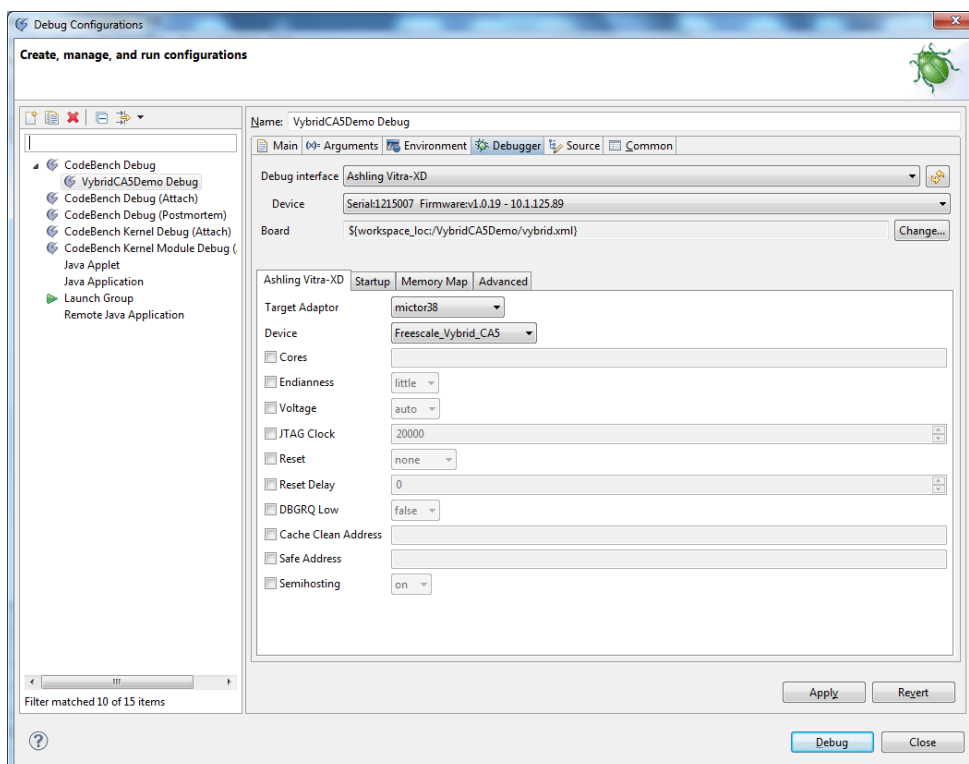 Debug Configurations
Create, manage, and run configurations
Name: VybridCA5Demo Debug
Main (x)= Arguments Environment Debugger Source Common
CodeBench Debug
VybridCA5Demo Debug
CodeBench Debug (Attach)
CodeBench Debug (Postmortem)
CodeBench Kernel Debug (Attach)
CodeBench Kernel Module Debug (
Java Applet
Java Application
Launch Group
Remote Java Application
Filter matched 10 of 15 items
Debug interface Ashling Vitra-XD
Device Serial:1215007 Firmware:v1.0.19 - 10.1.125.89
Board ${workspace_loc:/VybridCA5Demo/vybrid.xml} Change...
Ashling Vitra-XD Startup Memory Map Advanced
Target Adaptor mictor38
Device Freescale_Vybrid_CA5
Cores
Endianness little
Voltage auto
JTAG Clock 20000
Reset none
Reset Delay 0
DBGRQ Low false
Cache Clean Address
Safe Address
Semihosting on
Apply Revert
? Debug Close